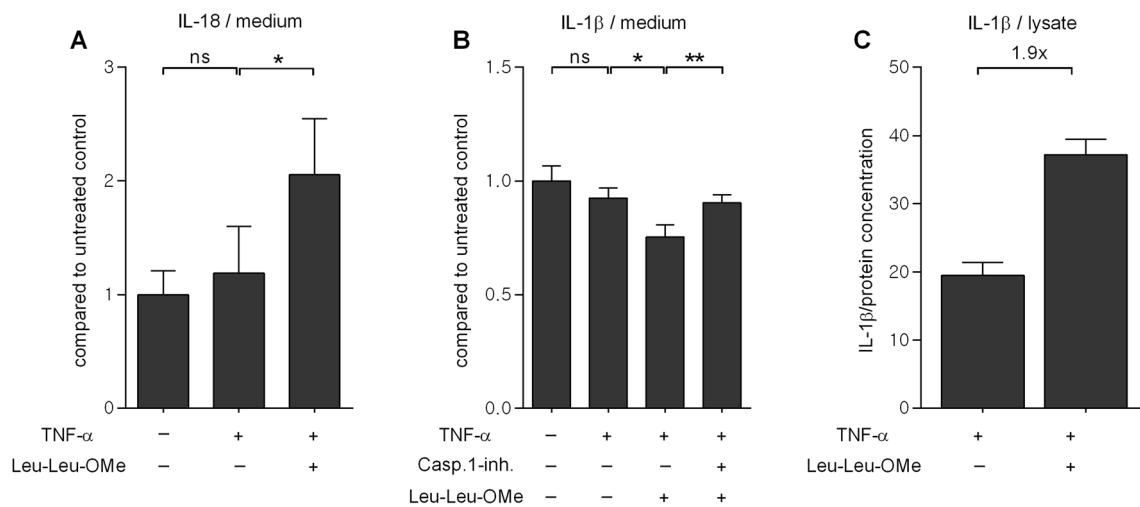 A
IL-18 / medium
ns
*
compared to untreated control
3
2
1
0
TNF-α – + +
Leu-Leu-OMe – – +
B
IL-1β / medium
ns
*
**
compared to untreated control
1.5
1.0
0.5
0.0
TNF-α – + + +
Casp.1-inh. – – – +
Leu-Leu-OMe – – + +
C
IL-1β / lysate
1.9x
IL-1β/protein concentration
50
40
30
20
10
0
TNF-α + +
Leu-Leu-OMe – +